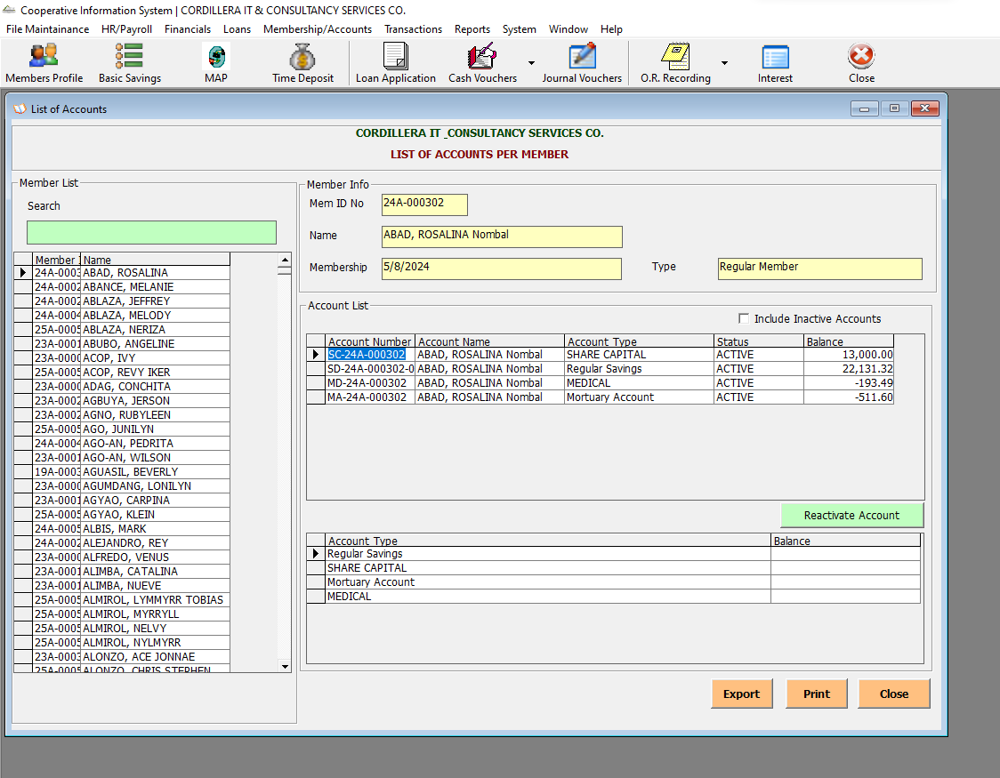 Cooperative Information System | CORDILLERA IT & CONSULTANCY SERVICES CO.
File Maintainance HR/Payroll Financials Loans Membership/Accounts Transactions Reports System Window Help
Members Profile Basic Savings MAP Time Deposit Loan Application Cash Vouchers Journal Vouchers O.R. Recording Interest Close
List of Accounts
CORDILLERA IT _CONSULTANCY SERVICES CO.
LIST OF ACCOUNTS PER MEMBER
Member List
Search
Member I Name
24A-0003 ABAD, ROSALINA
24A-0002 ABANCE, MELANIE
24A-0002 ABLAZA, JEFFREY
24A-0004 ABLAZA, MELODY
25A-0005 ABLAZA, NERIZA
23A-0001 ABUBO, ANGELINE
23A-0000 ACOP, IVY
25A-0005 ACOP, REVY IKER
23A-0000 ADAG, CONCHITA
23A-0002 AGBUYA, JERSON
23A-0002 AGNO, RUBYLEEN
25A-0005 AGO, JUNILYN
24A-0004 AGO-AN, PEDRITA
23A-0001 AGO-AN, WILSON
19A-0003 AGUASIL, BEVERLY
23A-0000 AGUMDANG, LONILYN
23A-0001 AGYAO, CARPINA
25A-0005 AGYAO, KLEIN
24A-0005 ALBIS, MARK
24A-0002 ALEJANDRO, REY
23A-0000 ALFREDO, VENUS
23A-0001 ALIMBA, CATALINA
23A-0001 ALIMBA, NUEVE
25A-0005 ALMIROL, LYMMYRR TOBIAS
25A-0005 ALMIROL, MYRRYLL
25A-0005 ALMIROL, NELVY
25A-0005 ALMIROL, NYLMYRR
23A-0003 ALONZO, ACE JONNAE
25A-0005 ALONZO, CHRIS STEPHEN
Member Info
Mem ID No 24A-000302
Name ABAD, ROSALINA Nombal
Membership 5/8/2024 Type Regular Member
Account List
Include Inactive Accounts
Account Number Account Name Account Type Status Balance
SC-24A-000302 ABAD, ROSALINA Nombal SHARE CAPITAL ACTIVE 13,000.00
SD-24A-000302-0 ABAD, ROSALINA Nombal Regular Savings ACTIVE 22,131.32
MD-24A-000302 ABAD, ROSALINA Nombal MEDICAL ACTIVE -193.49
MA-24A-000302 ABAD, ROSALINA Nombal Mortuary Account ACTIVE -511.60
Reactivate Account
Account Type Balance
Regular Savings
SHARE CAPITAL
Mortuary Account
MEDICAL
Export Print Close